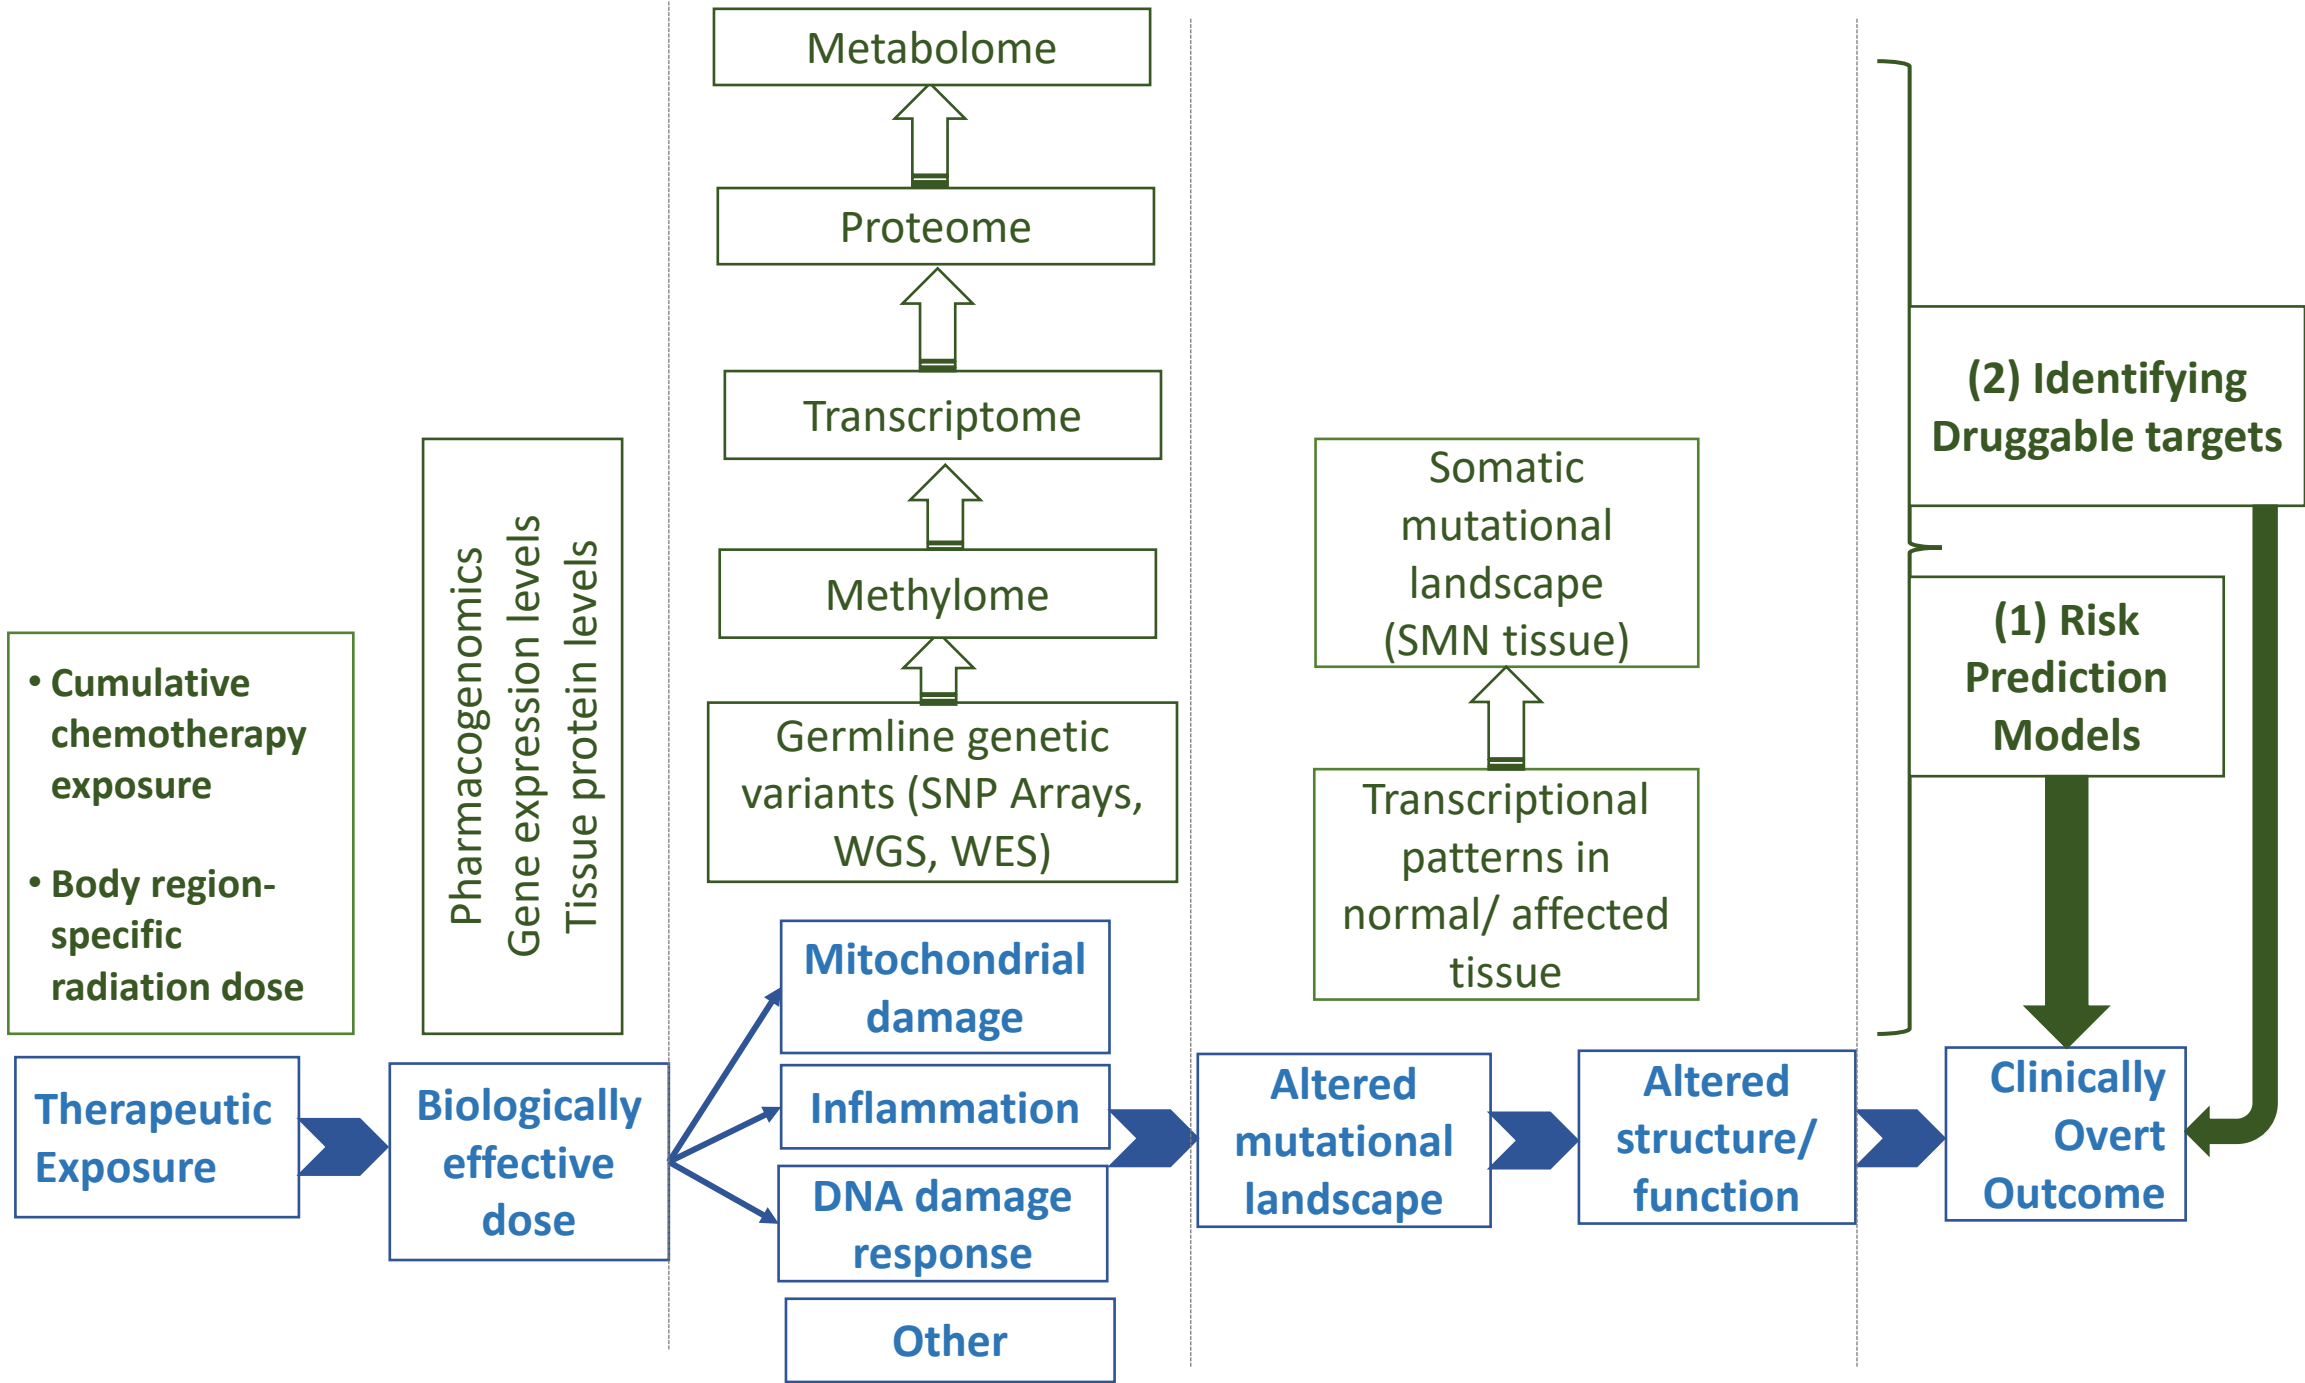 • Cumulative
chemotherapy
exposure
• Body region-
specific
radiation dose
Therapeutic
Exposure
Pharmacogenomics
Gene expression levels
Tissue protein levels
Biologically
effective
dose
Metabolome
Proteome
Transcriptome
Methylome
Germline genetic
variants (SNP Arrays,
WGS, WES)
Mitochondrial
damage
Inflammation
DNA damage
response
Other
Somatic
mutational
landscape
(SMN tissue)
Transcriptional
patterns in
normal/ affected
tissue
Altered
mutational
landscape
Altered
structure/
function
(2) Identifying
Druggable targets
(1) Risk
Prediction
Models
Clinically
Overt
Outcome